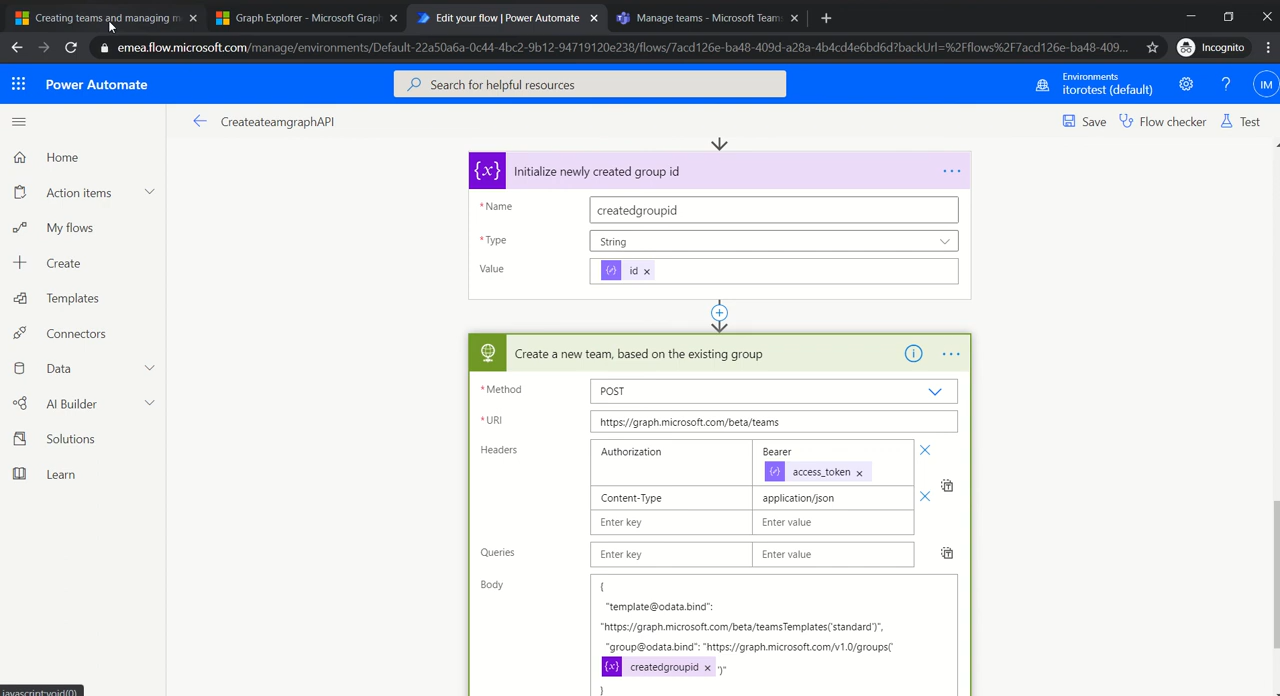 Creating teams and managing m
Graph Explorer - Microsoft Grap
Edit your flow | Power Automate
Manage teams - Microsoft Team
emea.flow.microsoft.com/manage/environments/Default-22a50a6a-0c44-4bc2-9b12-94719120e238/flows/7acd126e-ba48-409d-a28a-4b4cd4e6bd6d?backUrl=%2Fflows%2F7acd126e-ba48-409...
Incognito
Power Automate
Search for helpful resources
Environments
itorotest (default)
?
IM
CreateateamgraphAPI
Save
Flow checker
Test
Home
Action items
My flows
Create
Templates
Connectors
Data
AI Builder
Solutions
Learn
{x} Initialize newly created group id ...
* Name
createdgroupid
* Type
String
Value
id ×
Create a new team, based on the existing group
* Method
POST
* URI
https://graph.microsoft.com/beta/teams
Headers
Authorization
Bearer
access_token ×
Content-Type
application/json
Enter key
Enter value
Queries
Enter key
Enter value
Body
{
"template@odata.bind":
"https://graph.microsoft.com/beta/teamsTemplates('standard')",
"group@odata.bind": "https://graph.microsoft.com/v1.0/groups('
{x} createdgroupid × ')"
}
javascript:void(0)